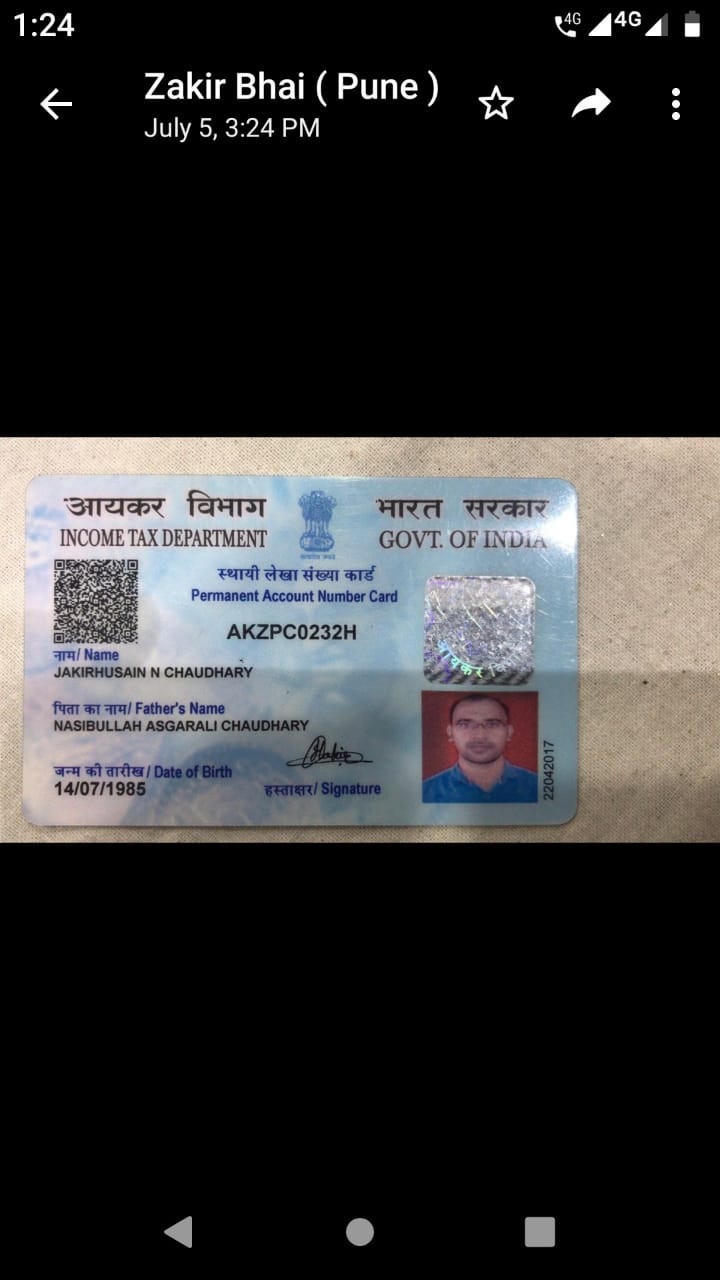 1:24
4G 4G
Zakir Bhai ( Pune )
July 5, 3:24 PM
आयकर विभाग
INCOME TAX DEPARTMENT
भारत सरकार
GOVT. OF INDIA
स्थायी लेखा संख्या कार्ड
Permanent Account Number Card
AKZPC0232H
नाम/ Name
JAKIRHUSAIN N CHAUDHARY
पिता का नाम/ Father's Name
NASIBULLAH ASGARALI CHAUDHARY
जन्म की तारीख/ Date of Birth
14/07/1985
हस्ताक्षर/ Signature
22042017